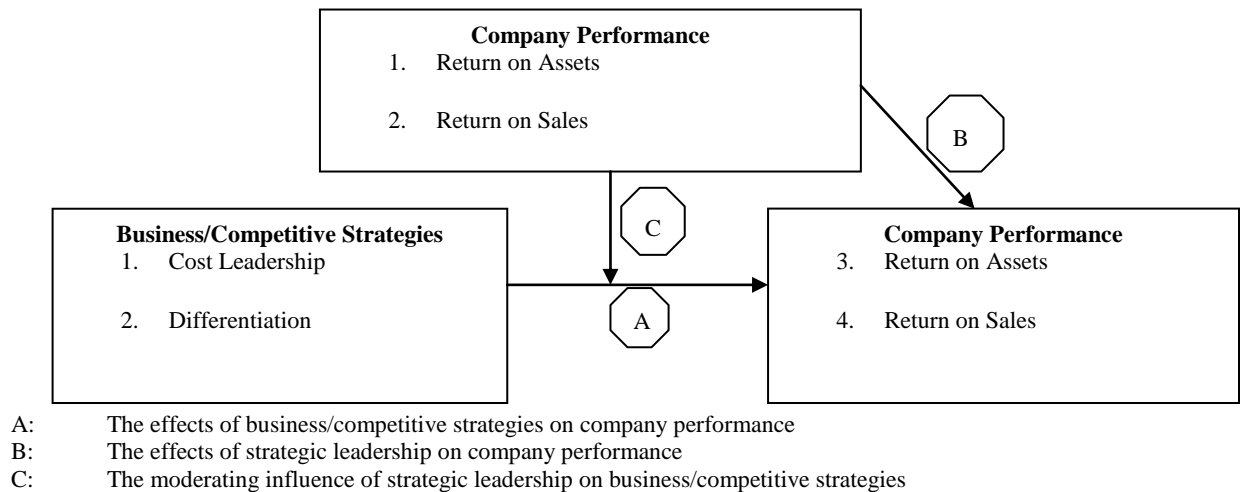 Company Performance
1. Return on Assets
2. Return on Sales
B
C
Business/Competitive Strategies
1. Cost Leadership
2. Differentiation
A
Company Performance
3. Return on Assets
4. Return on Sales
A: The effects of business/competitive strategies on company performance
B: The effects of strategic leadership on company performance
C: The moderating influence of strategic leadership on business/competitive strategies